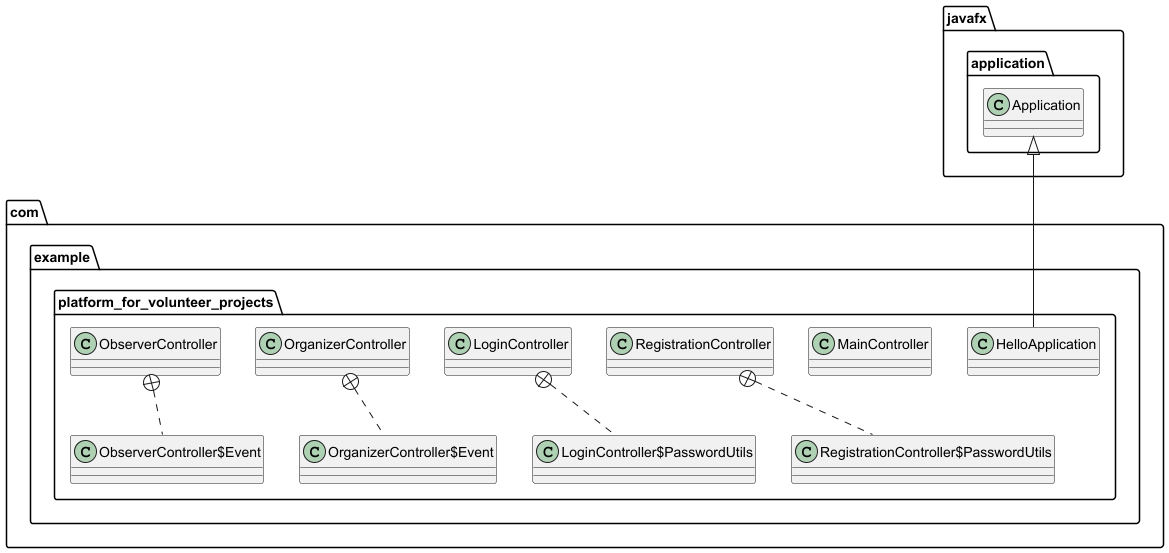 javafx
application
C Application
com
example
platform_for_volunteer_projects
C ObserverController
C OrganizerController
C LoginController
C RegistrationController
C MainController
C HelloApplication
C ObserverController$Event
C OrganizerController$Event
C LoginController$PasswordUtils
C RegistrationController$PasswordUtils